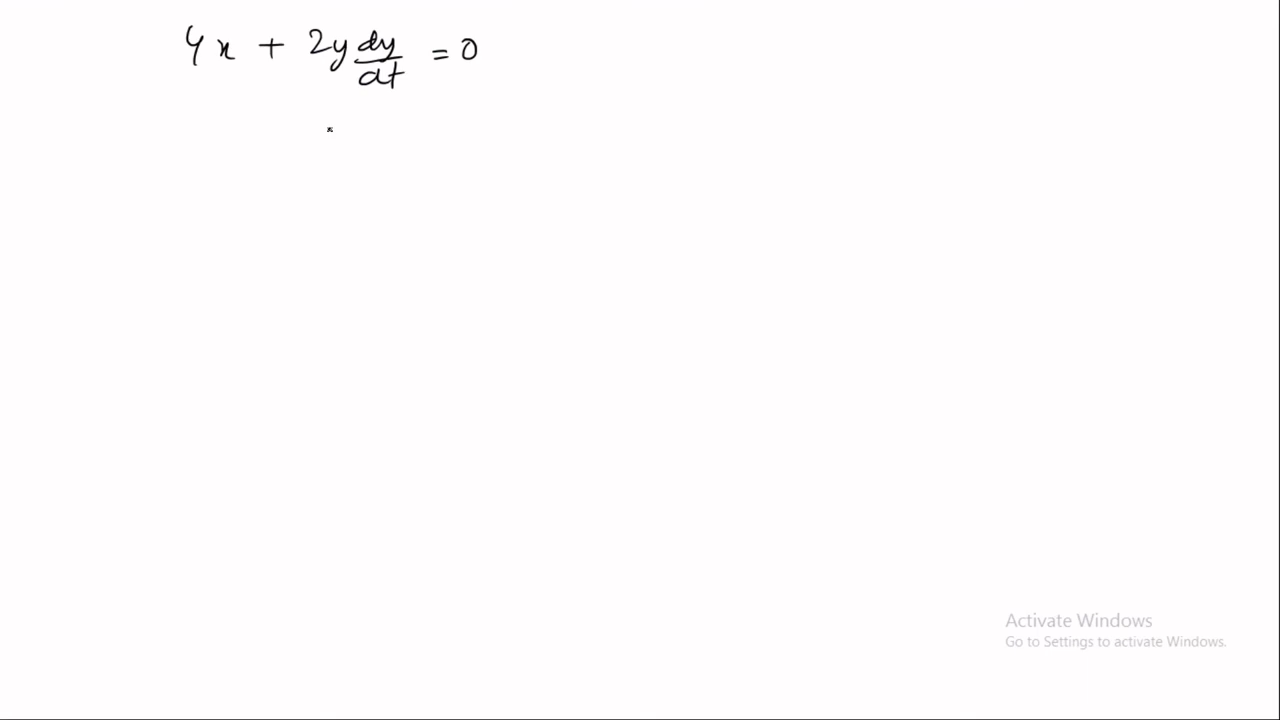 4x + 2y dy/dt = 0
Activate Windows
Go to Settings to activate Windows.